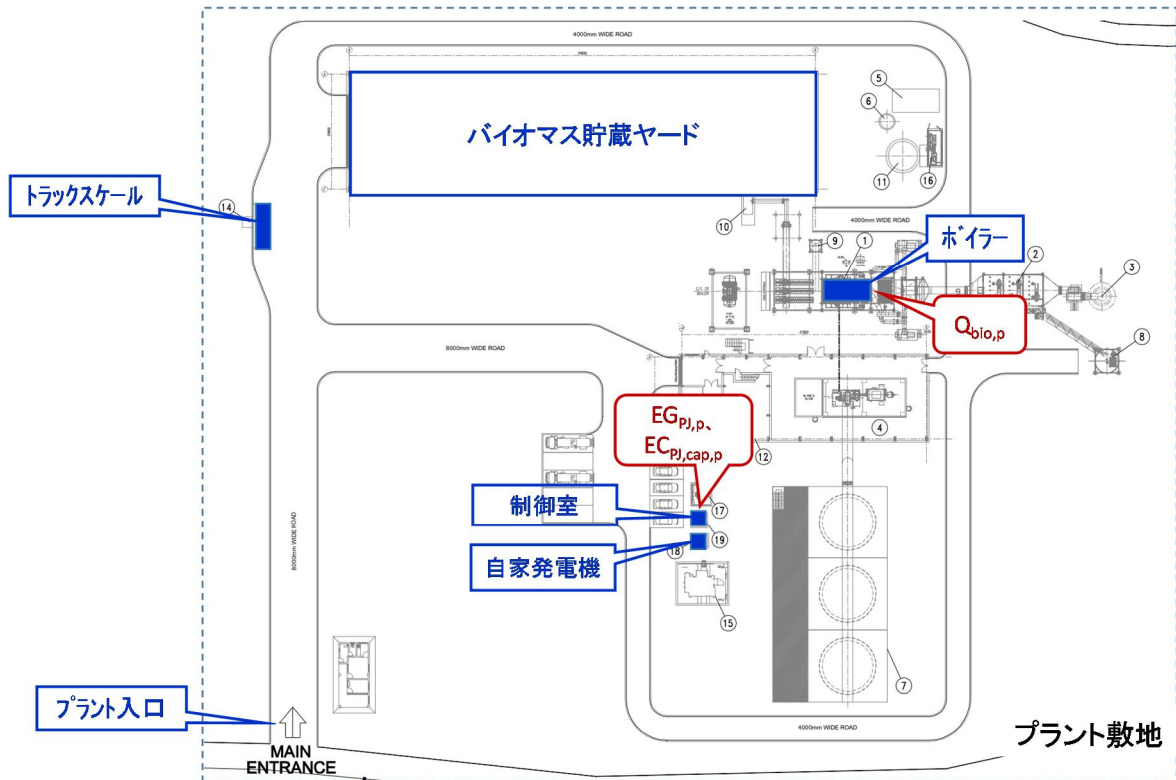 4000mm WIDE ROAD
5
バイオマス貯蔵ヤード
6
トラックスケール
11
16
14
10
4000mm WIDE ROAD
9
1
ボイラー
2
3
Q_bio,p
8000mm WIDE ROAD
8
EG_PJ,p、
EC_PJ,cap,p
4
12
制御室
17
19
18
自家発電機
8000mm WIDE ROAD
15
7
プラント入口
MAIN
ENTRANCE
4000mm WIDE ROAD
プラント敷地